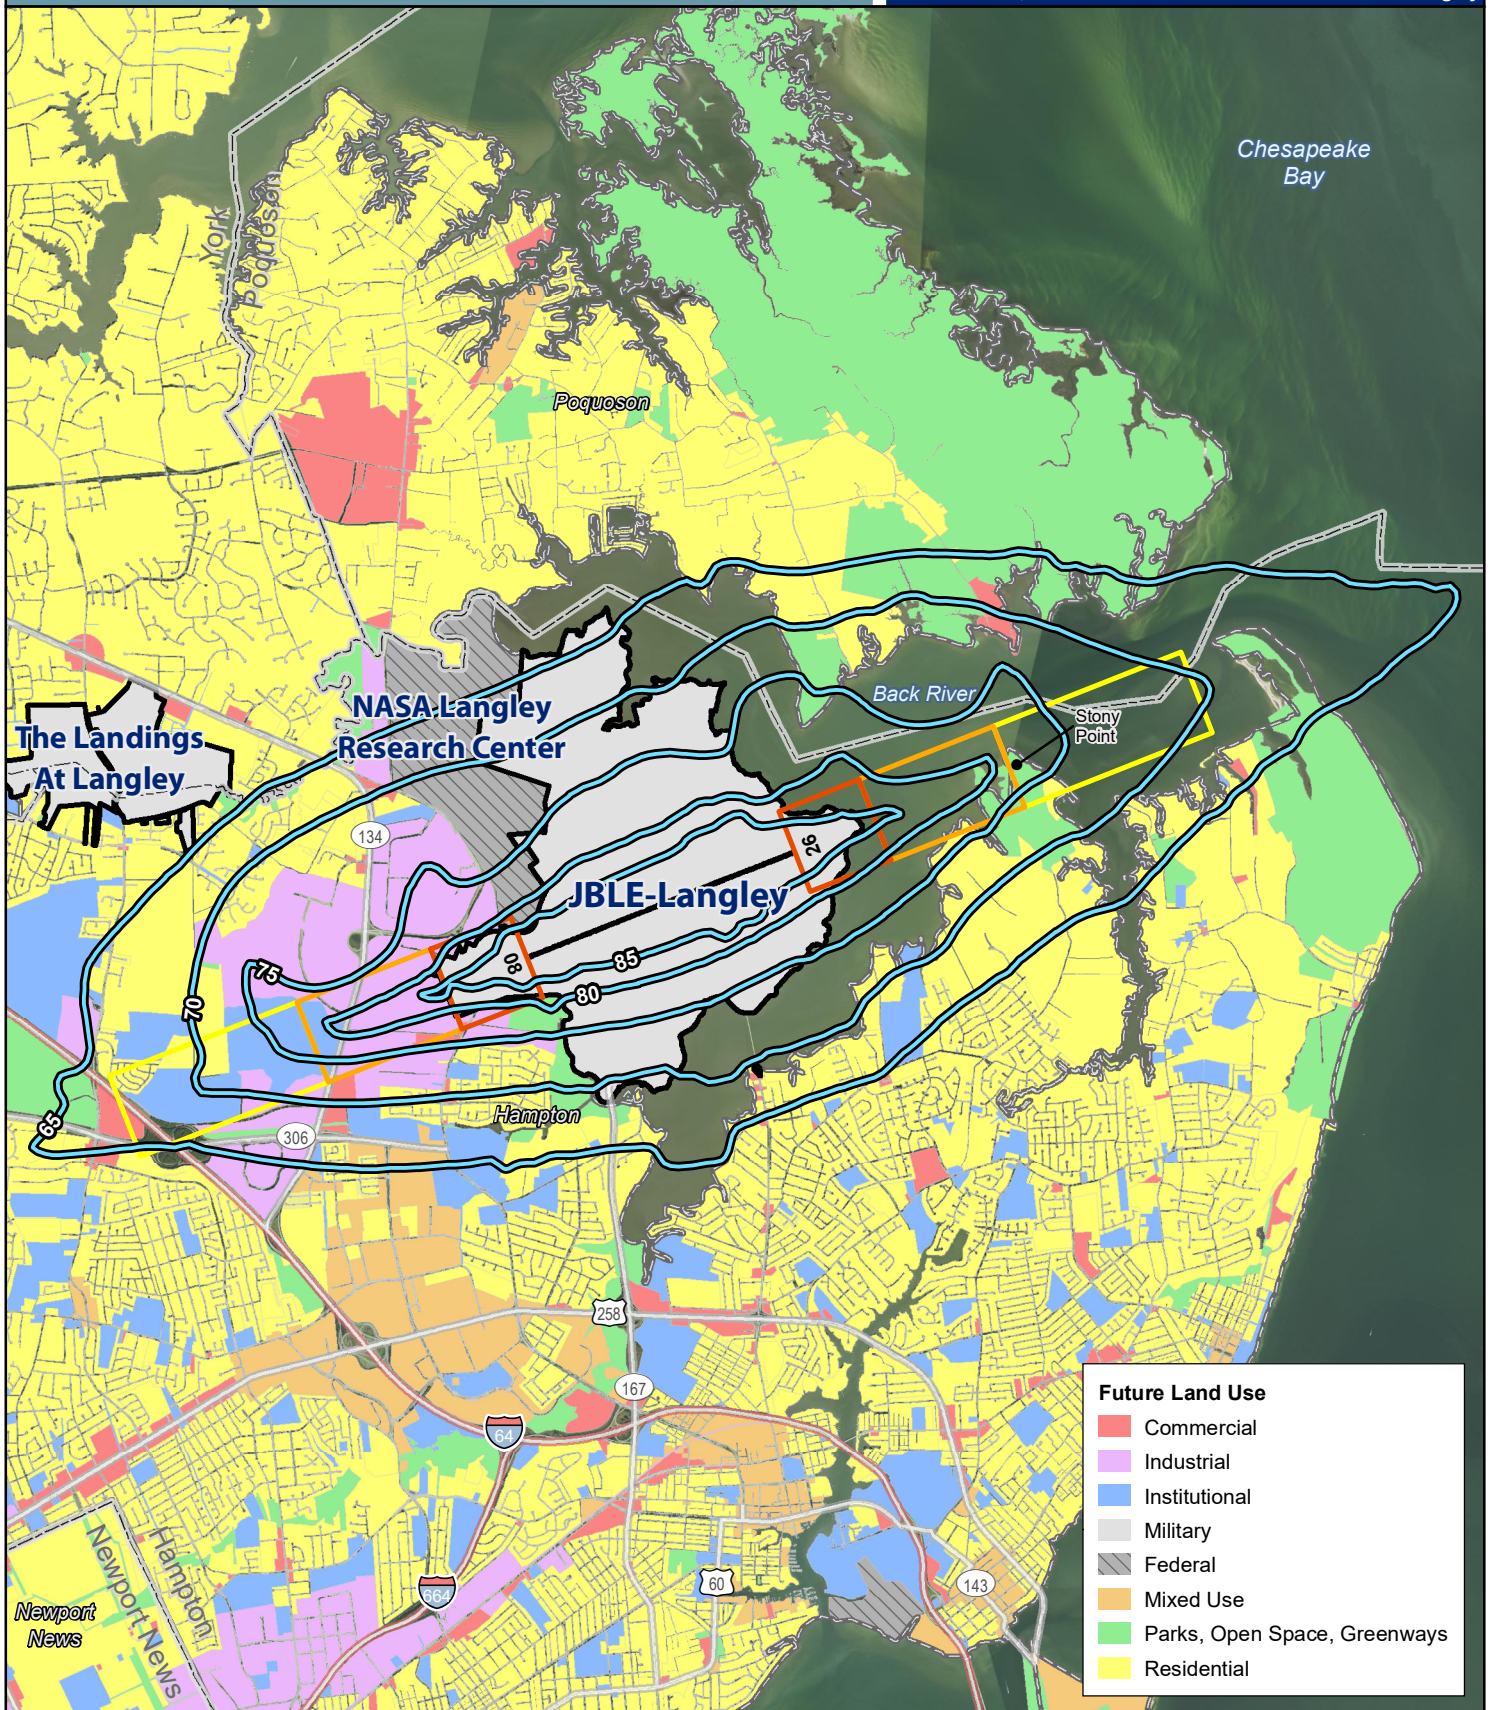 Chesapeake
Bay
York
Poquoson
Poquoson
NASA Langley
Research Center
The Landings
At Langley
Back River
Stony
Point
134
26
JBLE-Langley
08
85
80
75
70
65
306
Hampton
258
167
64
664
60
143
Hampton
Newport News
Newport
News
Future Land Use
Commercial
Industrial
Institutional
Military
Federal
Mixed Use
Parks, Open Space, Greenways
Residential